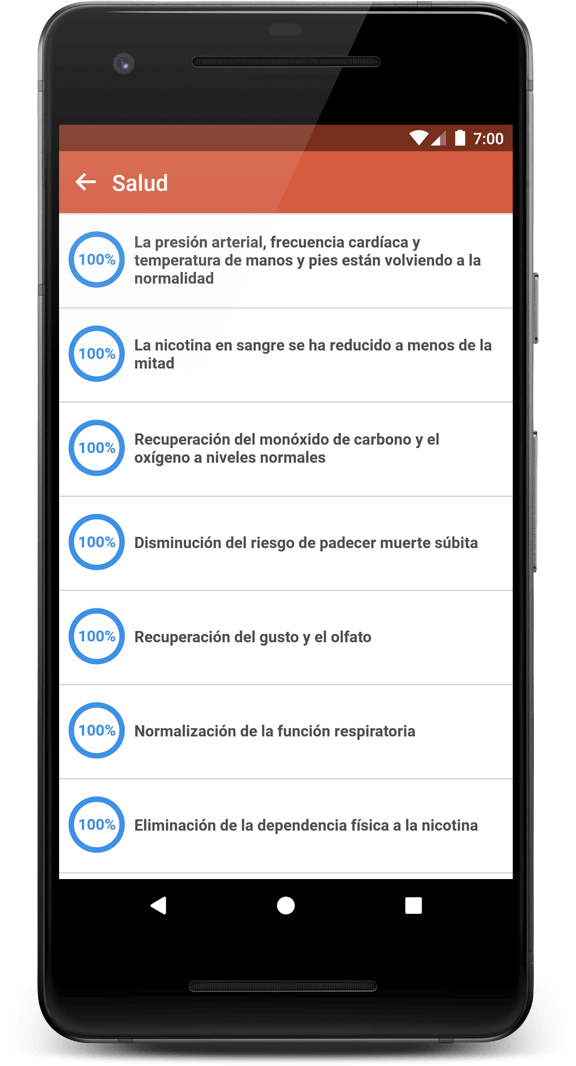 7:00
Salud
100%
La presión arterial, frecuencia cardíaca y
temperatura de manos y pies están volviendo a la
normalidad
100%
La nicotina en sangre se ha reducido a menos de la
mitad
100%
Recuperación del monóxido de carbono y el
oxígeno a niveles normales
100%
Disminución del riesgo de padecer muerte súbita
100%
Recuperación del gusto y el olfato
100%
Normalización de la función respiratoria
100%
Eliminación de la dependencia física a la nicotina